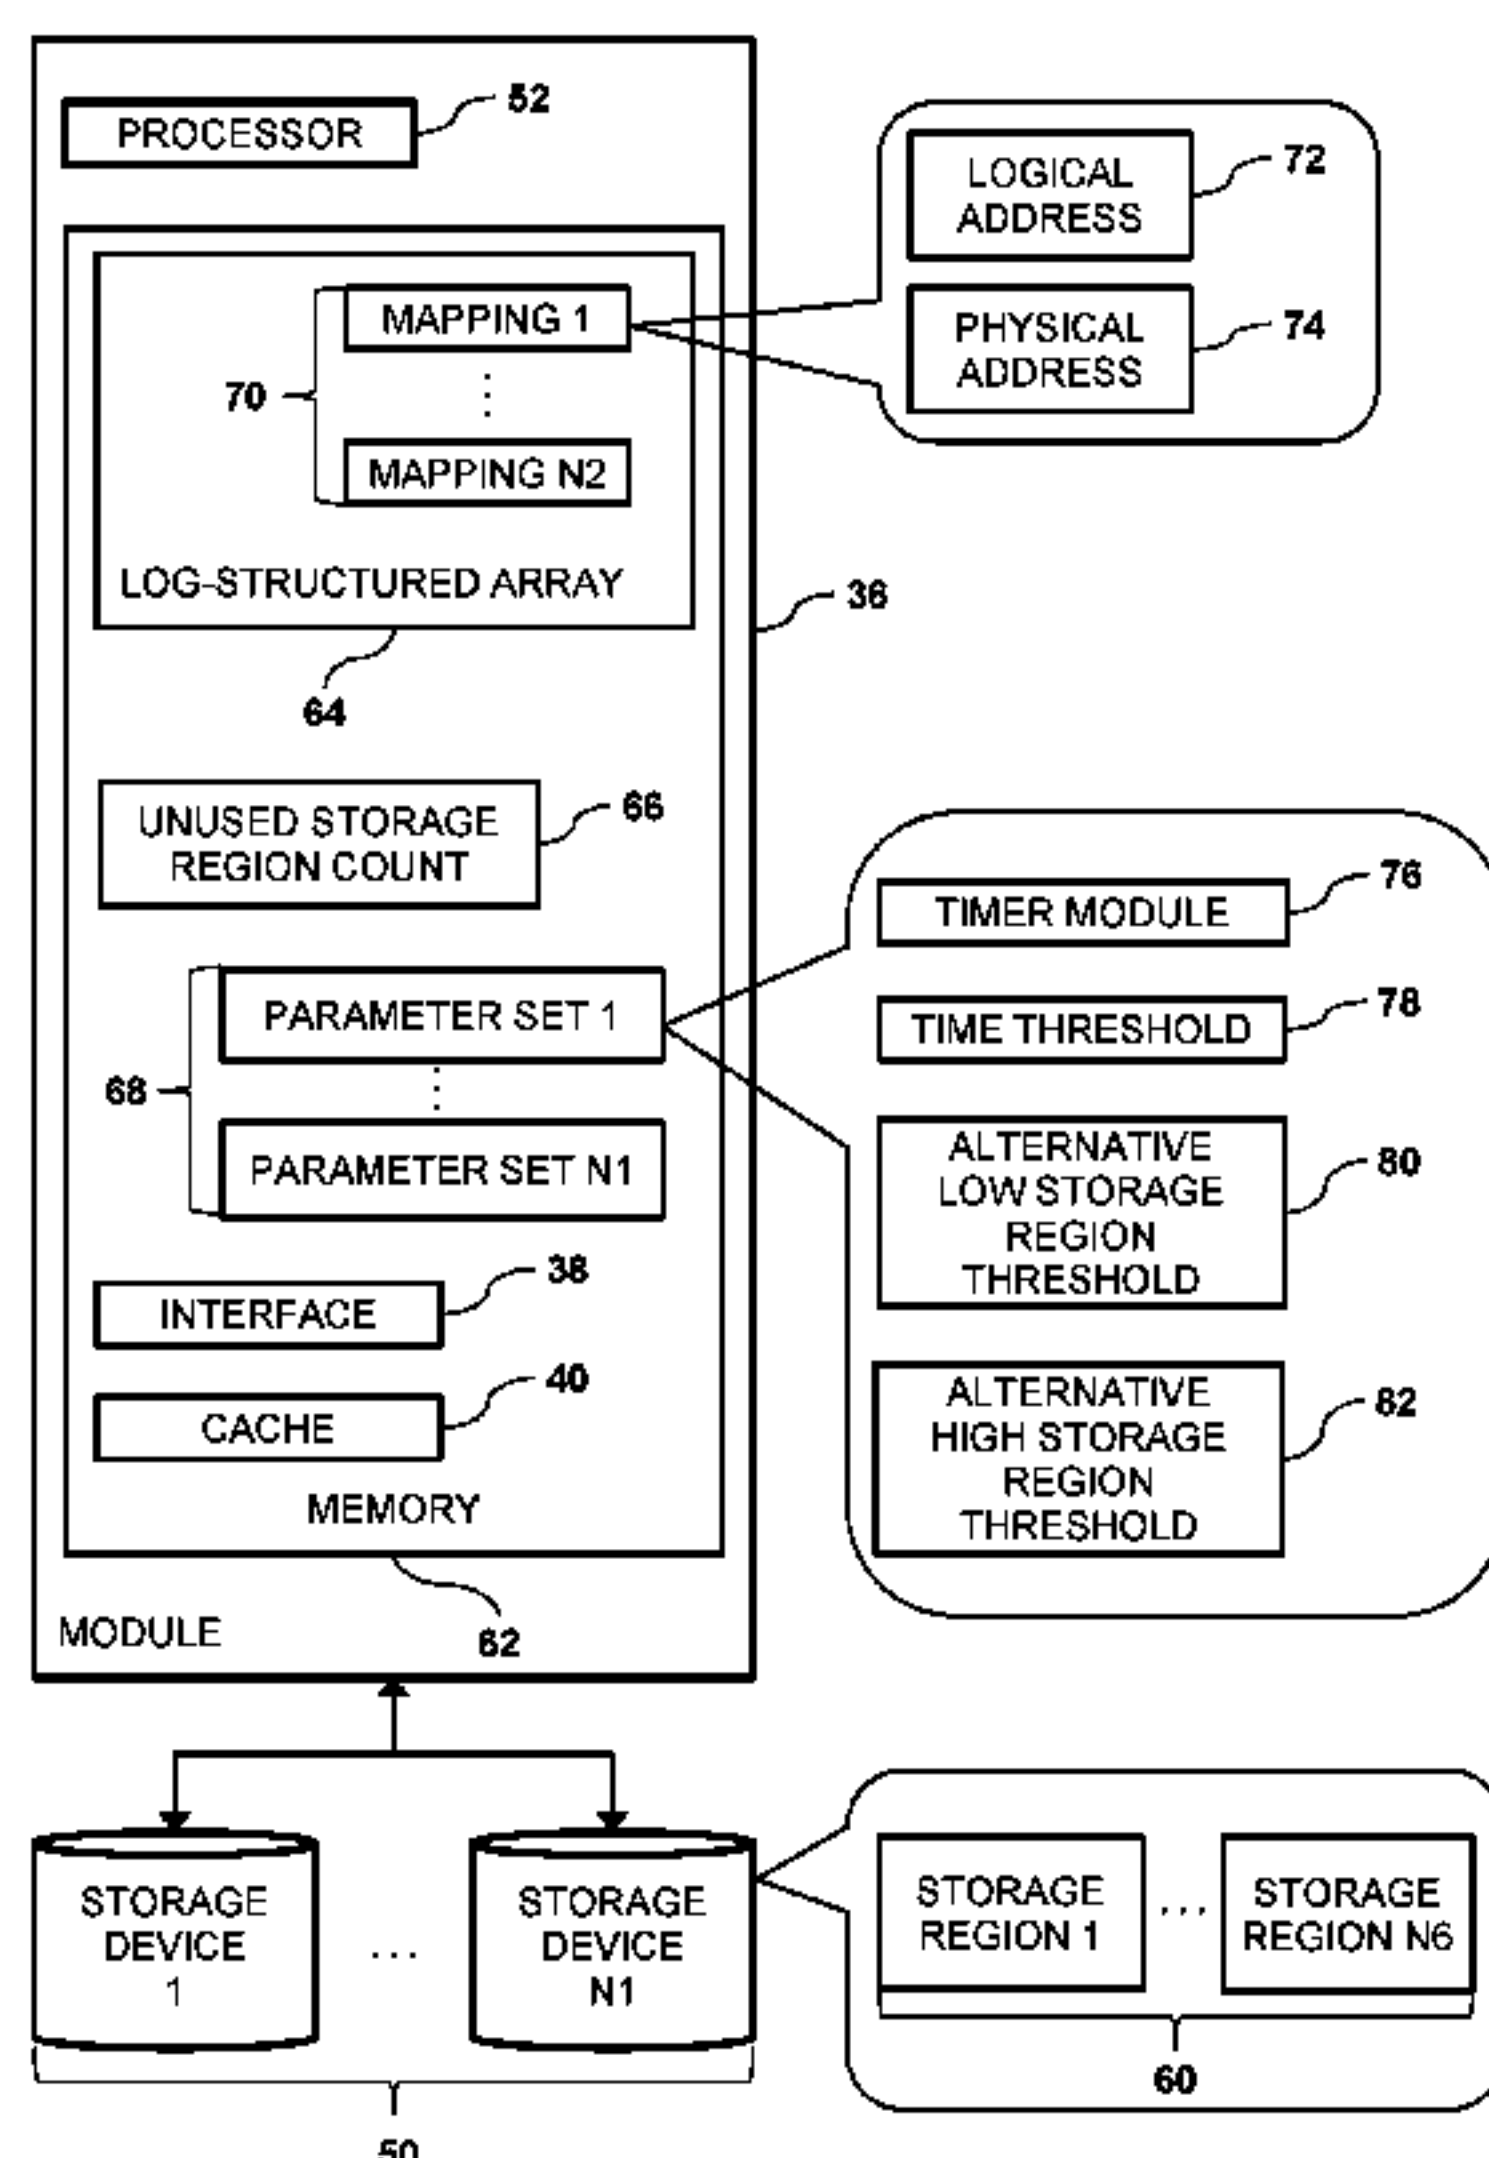 PROCESSOR
52
LOGICAL
ADDRESS
72
PHYSICAL
ADDRESS
74
MAPPING 1
⋮
70
MAPPING N2
LOG-STRUCTURED ARRAY
36
64
UNUSED STORAGE
REGION COUNT
66
TIMER MODULE
76
TIME THRESHOLD
78
PARAMETER SET 1
⋮
68
PARAMETER SET N1
ALTERNATIVE
LOW STORAGE
REGION
THRESHOLD
80
INTERFACE
38
CACHE
40
ALTERNATIVE
HIGH STORAGE
REGION
THRESHOLD
82
MEMORY
62
MODULE
STORAGE
DEVICE
1
...
STORAGE
DEVICE
N1
STORAGE
REGION 1
...
STORAGE
REGION N6
60
50